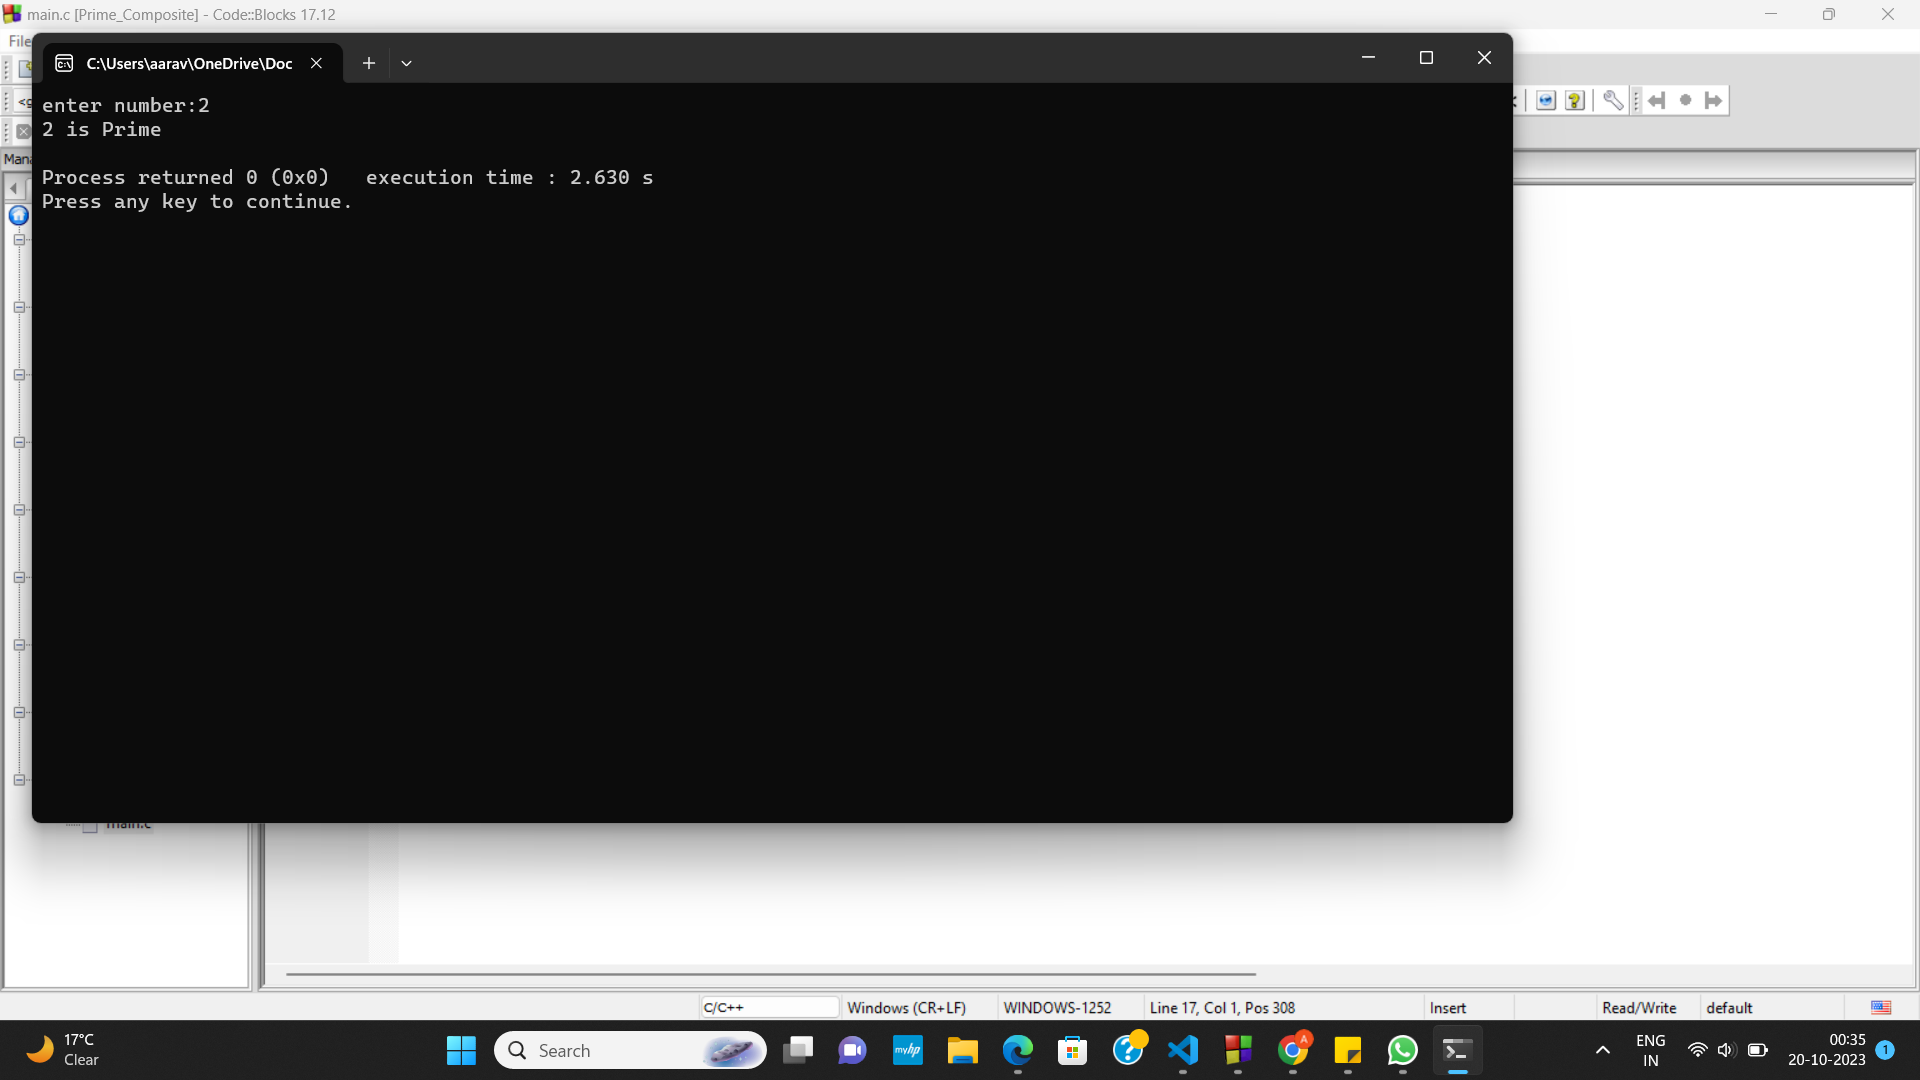 main.c [Prime_Composite] - Code::Blocks 17.12
File
C:\Users\aarav\OneDrive\Doc
enter number:2
2 is Prime
Process returned 0 (0x0)   execution time : 2.630 s
Press any key to continue.
main.c
C/C++ Windows (CR+LF) WINDOWS-1252 Line 17, Col 1, Pos 308 Insert Read/Write default
17°C
Clear
Search
myhp
A
ENG
IN
00:35
20-10-2023
1